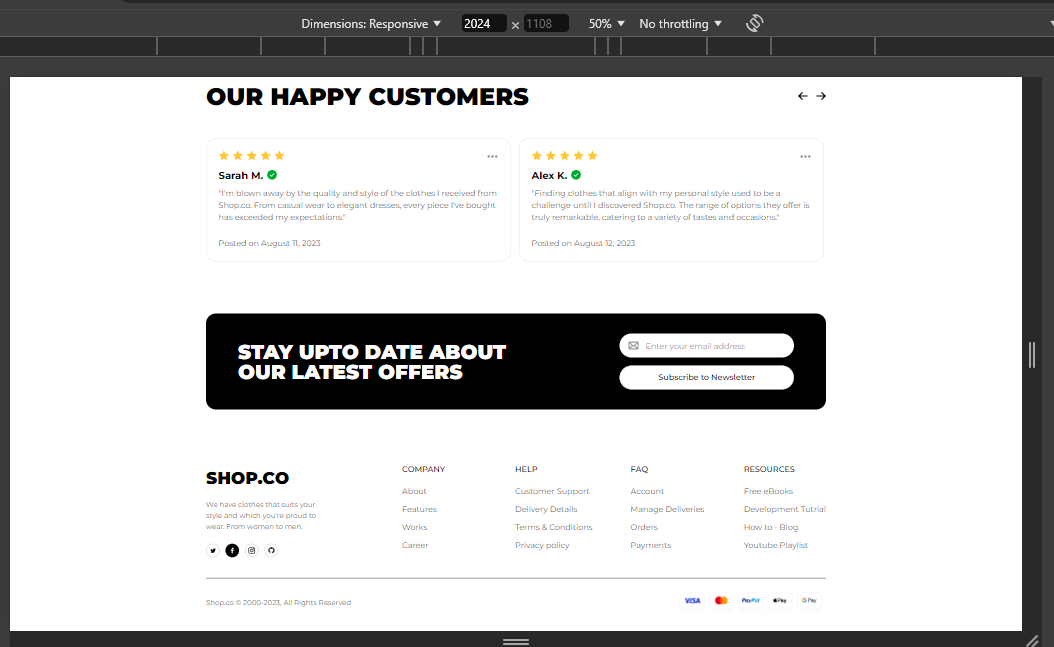 Dimensions: Responsive 2024 × 1108 50% No throttling
OUR HAPPY CUSTOMERS
Sarah M.
"I'm blown away by the quality and style of the clothes I received from
Shop.co. From casual wear to elegant dresses, every piece I've bought
has exceeded my expectations."
Posted on August 11, 2023
Alex K.
"Finding clothes that align with my personal style used to be a
challenge until I discovered Shop.co. The range of options they offer is
truly remarkable, catering to a variety of tastes and occasions."
Posted on August 12, 2023
STAY UPTO DATE ABOUT
OUR LATEST OFFERS
Enter your email address
Subscribe to Newsletter
SHOP.CO
We have clothes that suits your
style and which you're proud to
wear. From women to men.
COMPANY
About
Features
Works
Career
HELP
Customer Support
Delivery Details
Terms & Conditions
Privacy policy
FAQ
Account
Manage Deliveries
Orders
Payments
RESOURCES
Free eBooks
Development Tutrial
How to - Blog
Youtube Playlist
Shop.co © 2000-2023, All Rights Reserved
VISA
PayPal
Pay
G Pay